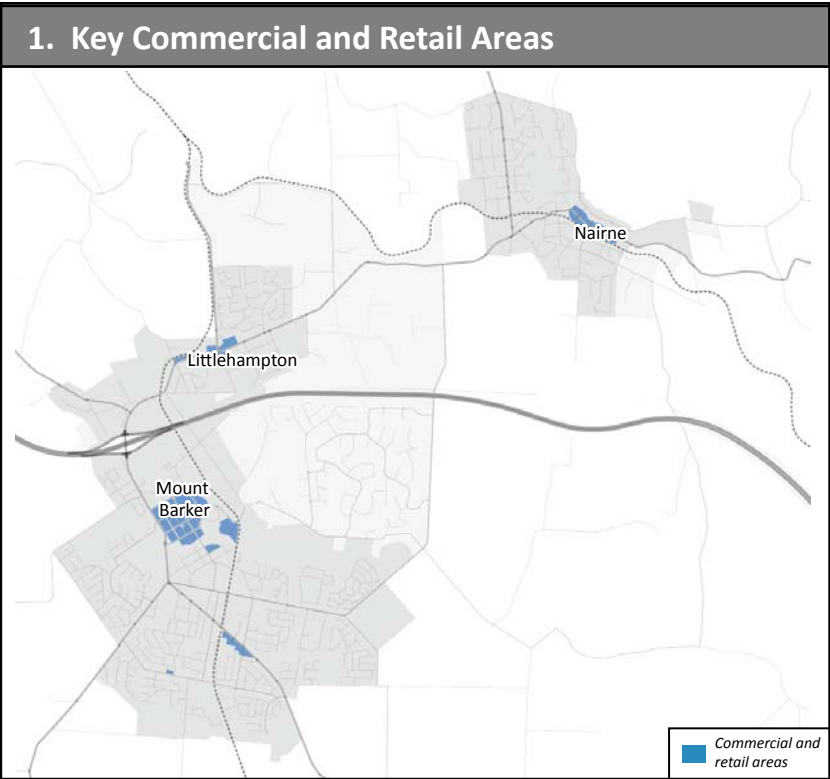 1. Key Commercial and Retail Areas
Nairne
Littlehampton
Mount
Barker
Commercial and
retail areas